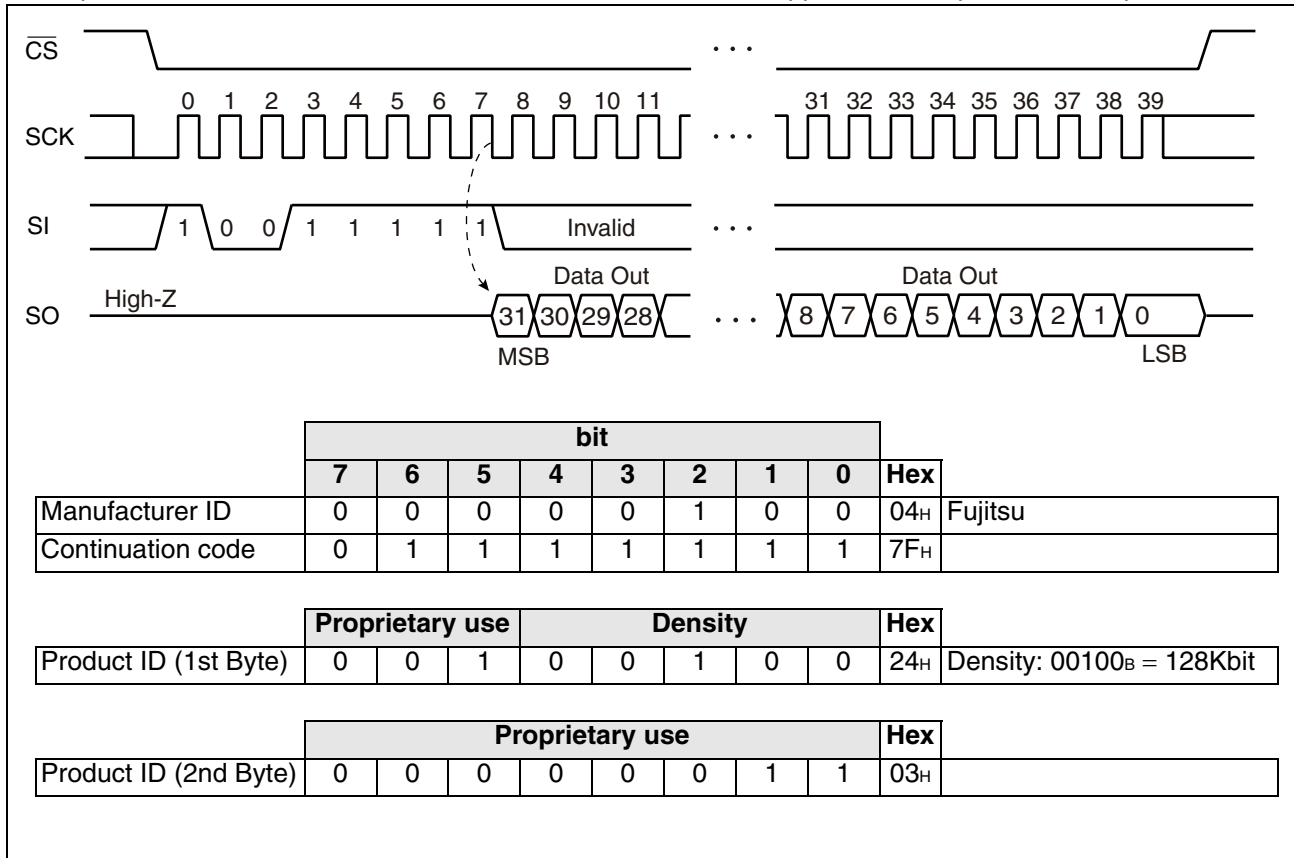 CS
· · ·
0 1 2 3 4 5 6 7 8 9 10 11 31 32 33 34 35 36 37 38 39
SCK
· · ·
SI 1 0 0 1 1 1 1 1 Invalid · · ·
Data Out Data Out
High-Z
SO 31 30 29 28 · · · 8 7 6 5 4 3 2 1 0
MSB LSB
bit
7 6 5 4 3 2 1 0 Hex
Manufacturer ID 0 0 0 0 0 1 0 0 04H Fujitsu
Continuation code 0 1 1 1 1 1 1 1 7FH
Proprietary use Density Hex
Product ID (1st Byte) 0 0 1 0 0 1 0 0 24H Density: 00100B = 128Kbit
Proprietary use Hex
Product ID (2nd Byte) 0 0 0 0 0 0 1 1 03H